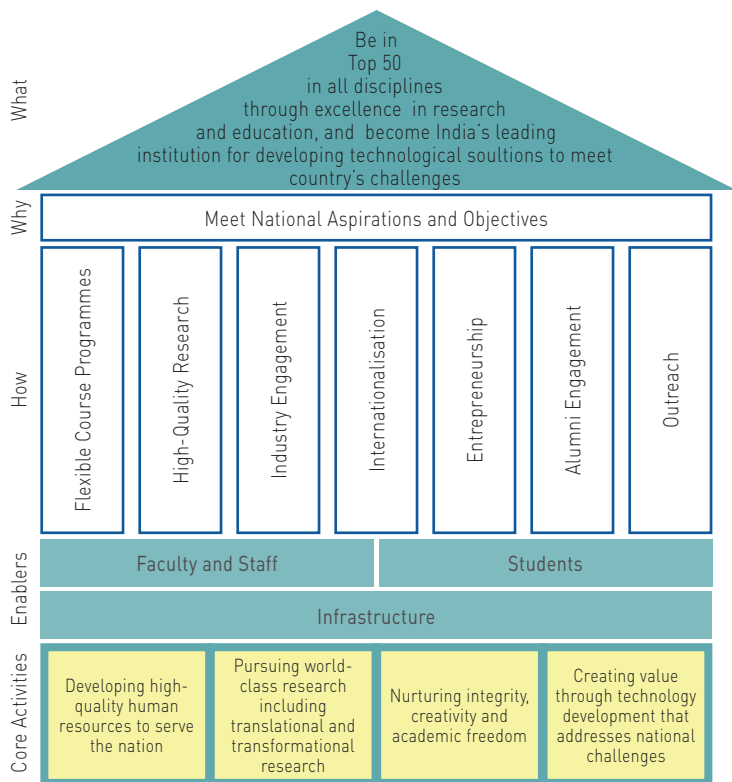 What
Be in
Top 50
in all disciplines
through excellence in research
and education, and become India's leading
institution for developing technological soultions to meet
country's challenges
Why
Meet National Aspirations and Objectives
How
Flexible Course Programmes
High-Quality Research
Industry Engagement
Internationalisation
Entrepreneurship
Alumni Engagement
Outreach
Enablers
Faculty and Staff
Students
Infrastructure
Core Activities
Developing high-
quality human
resources to serve
the nation
Pursuing world-
class research
including
translational and
transformational
research
Nurturing integrity,
creativity and
academic freedom
Creating value
through technology
development that
addresses national
challenges